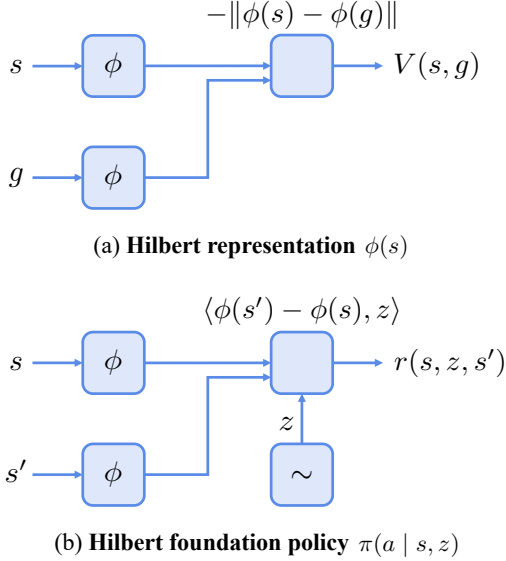 −‖ϕ(s) − ϕ(g)‖
s ϕ V(s, g)
g ϕ
(a) Hilbert representation ϕ(s)
⟨ϕ(s′) − ϕ(s), z⟩
s ϕ r(s, z, s′)
z
s′ ϕ ∼
(b) Hilbert foundation policy π(a | s, z)